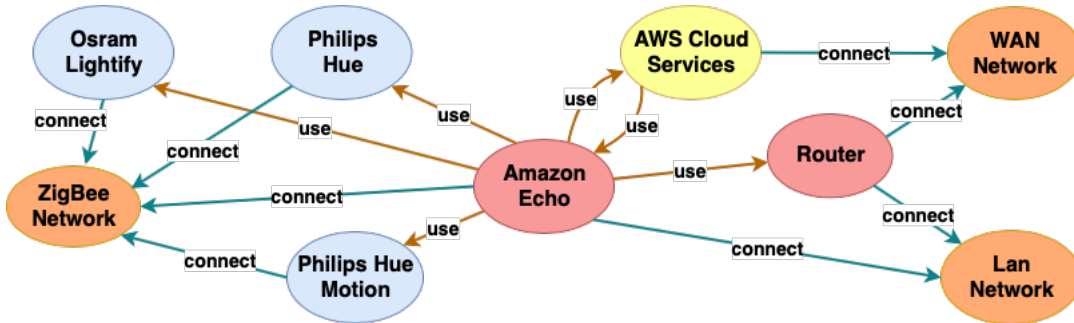 Osram
Lightify
Philips
Hue
AWS Cloud
Services
connect
WAN
Network
connect
use
connect
use
use
use
connect
Router
ZigBee
Network
connect
Amazon
Echo
use
connect
use
connect
connect
Philips Hue
Motion
Lan
Network